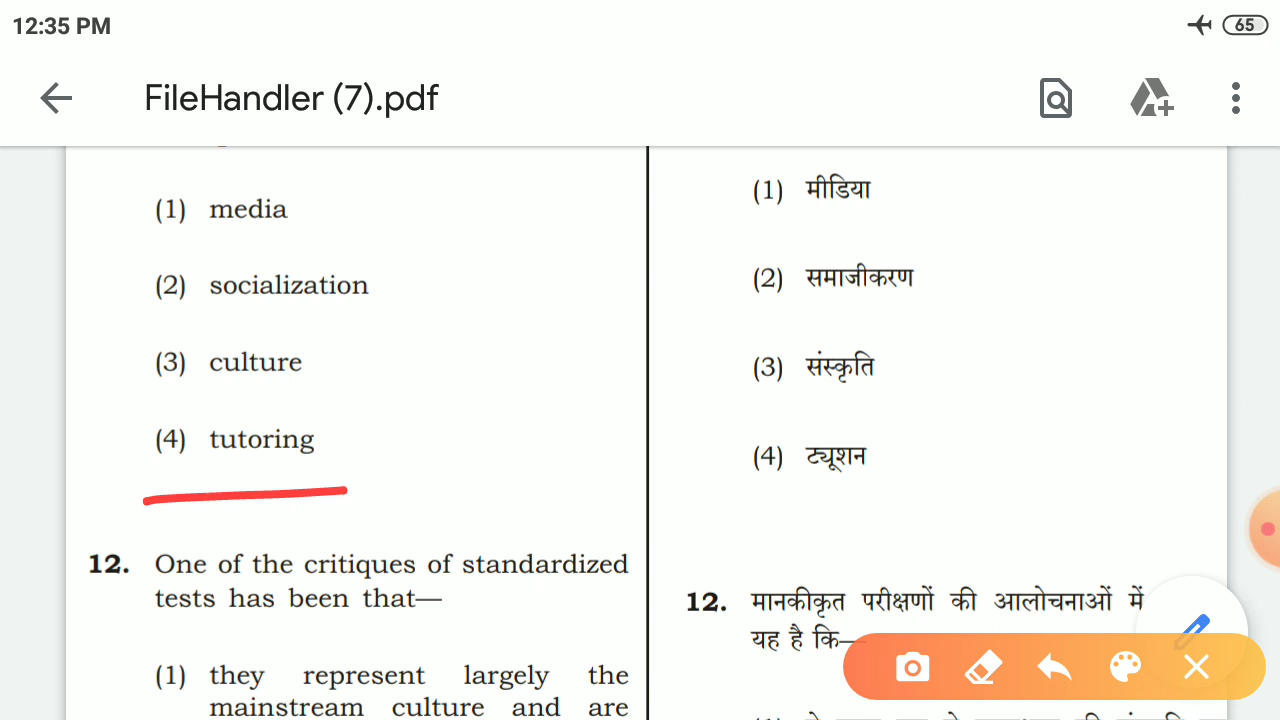 12:35 PM
65
FileHandler (7).pdf
(1) media
(2) socialization
(3) culture
(4) tutoring
12. One of the critiques of standardized
tests has been that—
(1) they represent largely the
mainstream culture and are
(1) मीडिया
(2) समाजीकरण
(3) संस्कृति
(4) ट्यूशन
12. मानकीकृत परीक्षणों की आलोचनाओं में
यह है कि—